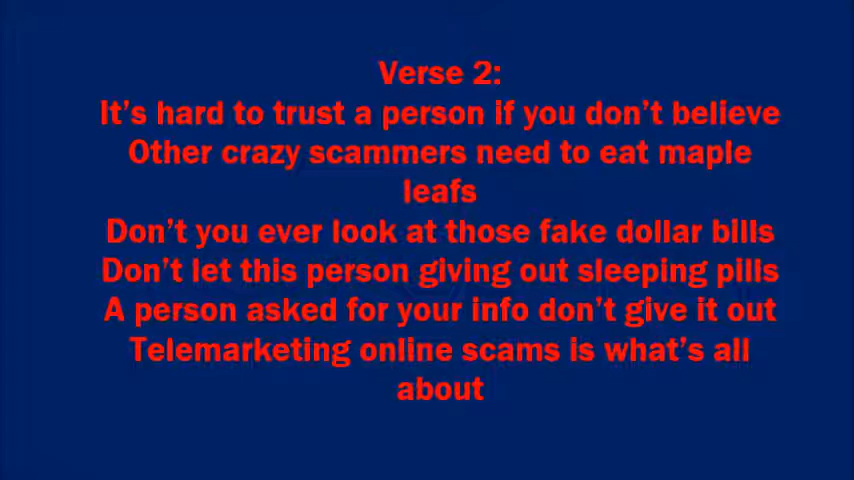 Verse 2:
It's hard to trust a person if you don't believe
Other crazy scammers need to eat maple
leafs
Don't you ever look at those fake dollar bills
Don't let this person giving out sleeping pills
A person asked for your info don't give it out
Telemarketing online scams is what's all
about